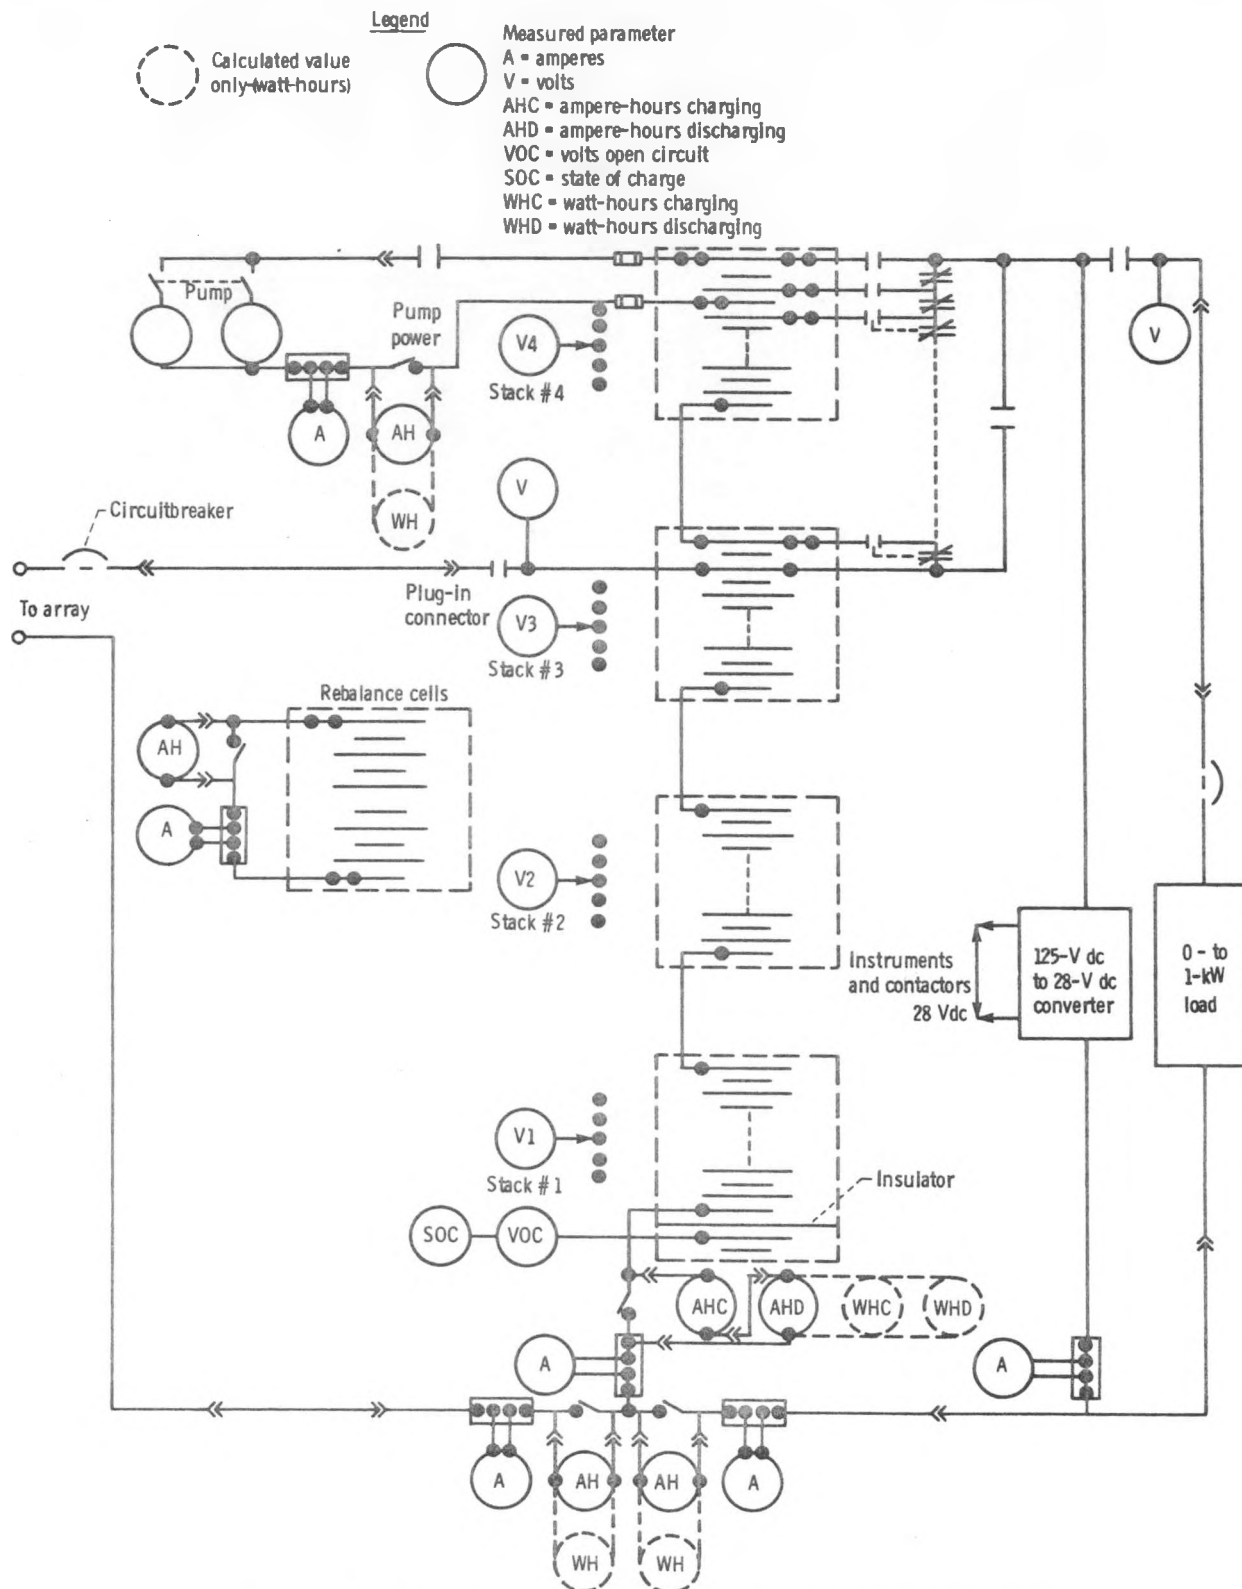 Legend
Calculated value
only-(watt-hours)
Measured parameter
A = amperes
V = volts
AHC = ampere-hours charging
AHD = ampere-hours discharging
VOC = volts open circuit
SOC = state of charge
WHC = watt-hours charging
WHD = watt-hours discharging
Pump
Pump
power
V4
Stack #4
V
A
AH
WH
V
Circuitbreaker
To array
Plug-in
connector
V3
Stack #3
Rebalance cells
AH
A
V2
Stack #2
Instruments
and contactors
28 Vdc
125-V dc
to 28-V dc
converter
0 - to
1-kW
load
V1
Stack #1
Insulator
SOC
VOC
AHC
AHD
WHC
WHD
A
A
A
AH
AH
A
WH
WH